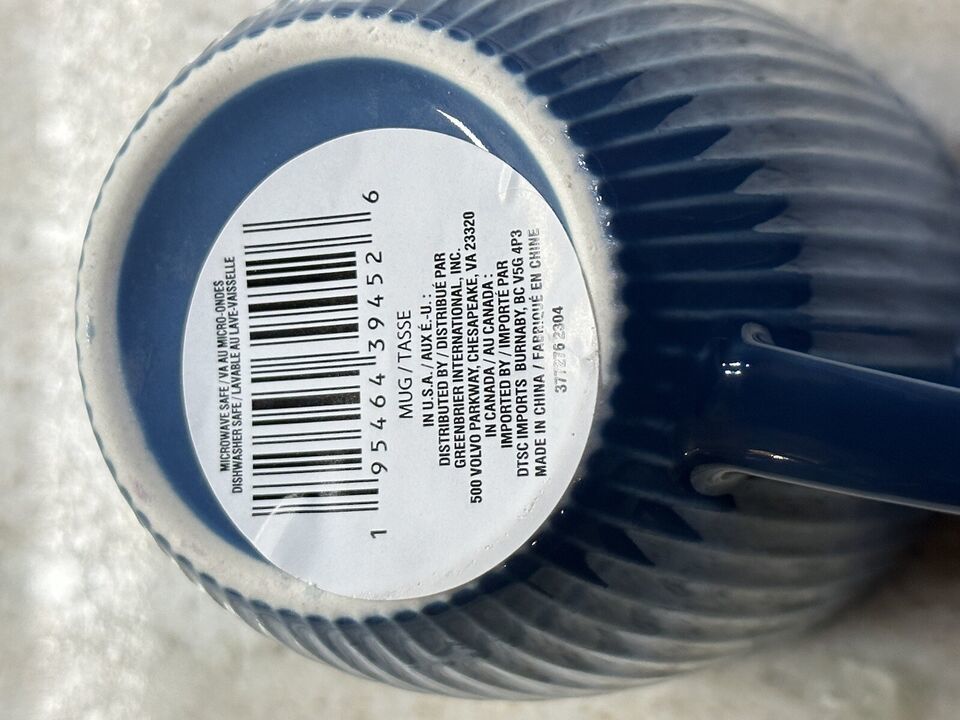 MICROWAVE SAFE / VA AU MICRO-ONDES
DISHWASHER SAFE / LAVABLE AU LAVE-VAISSELLE
1 95464 39452 6
MUG / TASSE
IN U.S.A. / AUX É.-U. :
DISTRIBUTED BY / DISTRIBUÉ PAR
GREENBRIER INTERNATIONAL, INC.
500 VOLVO PARKWAY, CHESAPEAKE, VA 23320
IN CANADA / AU CANADA :
IMPORTED BY / IMPORTÉ PAR
DTSC IMPORTS BURNABY, BC V5G 4P3
MADE IN CHINA / FABRIQUÉ EN CHINE
377276 2304